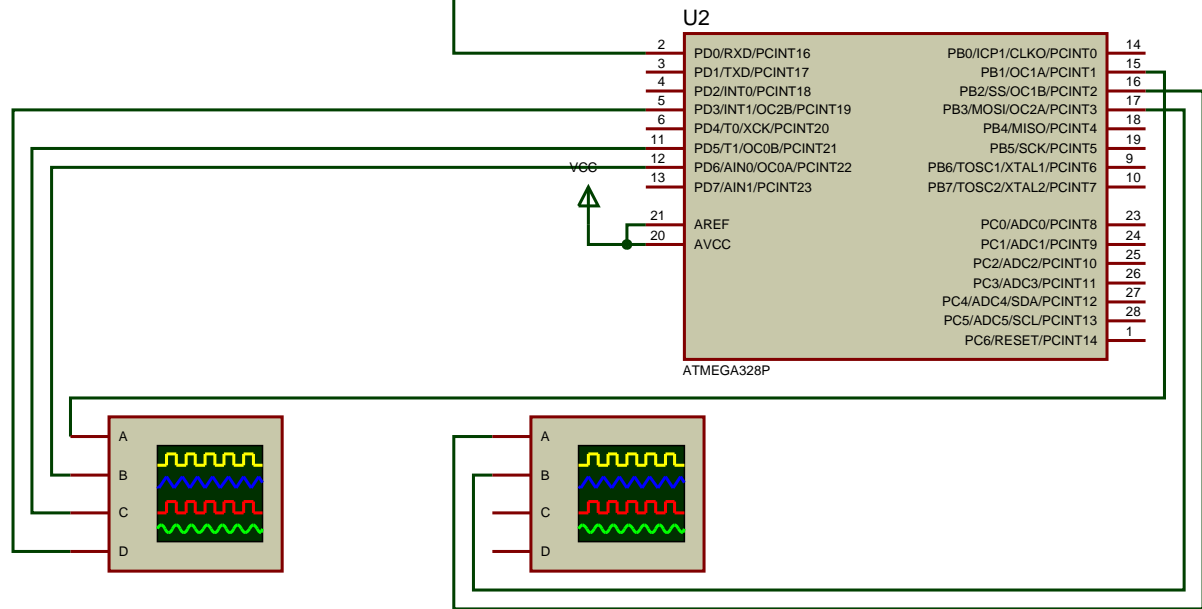 U2
2 PD0/RXD/PCINT16 PB0/ICP1/CLKO/PCINT0 14
3 PD1/TXD/PCINT17 PB1/OC1A/PCINT1 15
4 PD2/INT0/PCINT18 PB2/SS/OC1B/PCINT2 16
5 PD3/INT1/OC2B/PCINT19 PB3/MOSI/OC2A/PCINT3 17
6 PD4/T0/XCK/PCINT20 PB4/MISO/PCINT4 18
11 PD5/T1/OC0B/PCINT21 PB5/SCK/PCINT5 19
VCC 12 PD6/AIN0/OC0A/PCINT22 PB6/TOSC1/XTAL1/PCINT6 9
13 PD7/AIN1/PCINT23 PB7/TOSC2/XTAL2/PCINT7 10
21 AREF PC0/ADC0/PCINT8 23
20 AVCC PC1/ADC1/PCINT9 24
PC2/ADC2/PCINT10 25
PC3/ADC3/PCINT11 26
PC4/ADC4/SDA/PCINT12 27
PC5/ADC5/SCL/PCINT13 28
PC6/RESET/PCINT14 1
ATMEGA328P
A
B
C
D
A
B
C
D